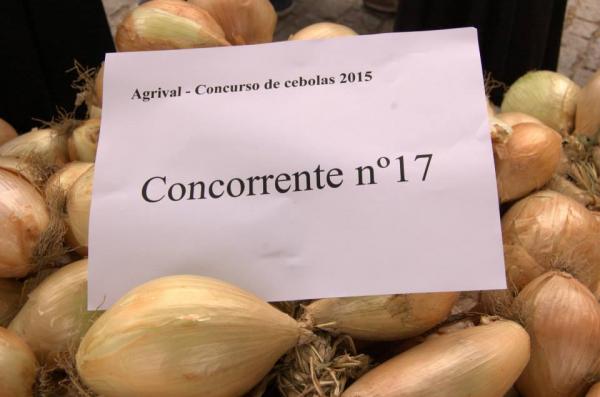 Agrival - Concurso de cebolas 2015
Concorrente nº17